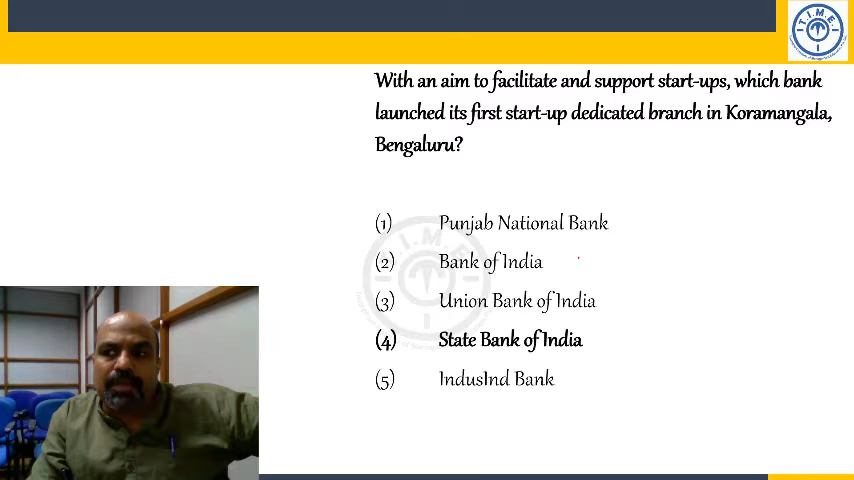 T.I.M.E.
With an aim to facilitate and support start-ups, which bank
launched its first start-up dedicated branch in Koramangala,
Bengaluru?
(1) Punjab National Bank
(2) Bank of India
(3) Union Bank of India
(4) State Bank of India
(5) IndusInd Bank
T.I.M.E.